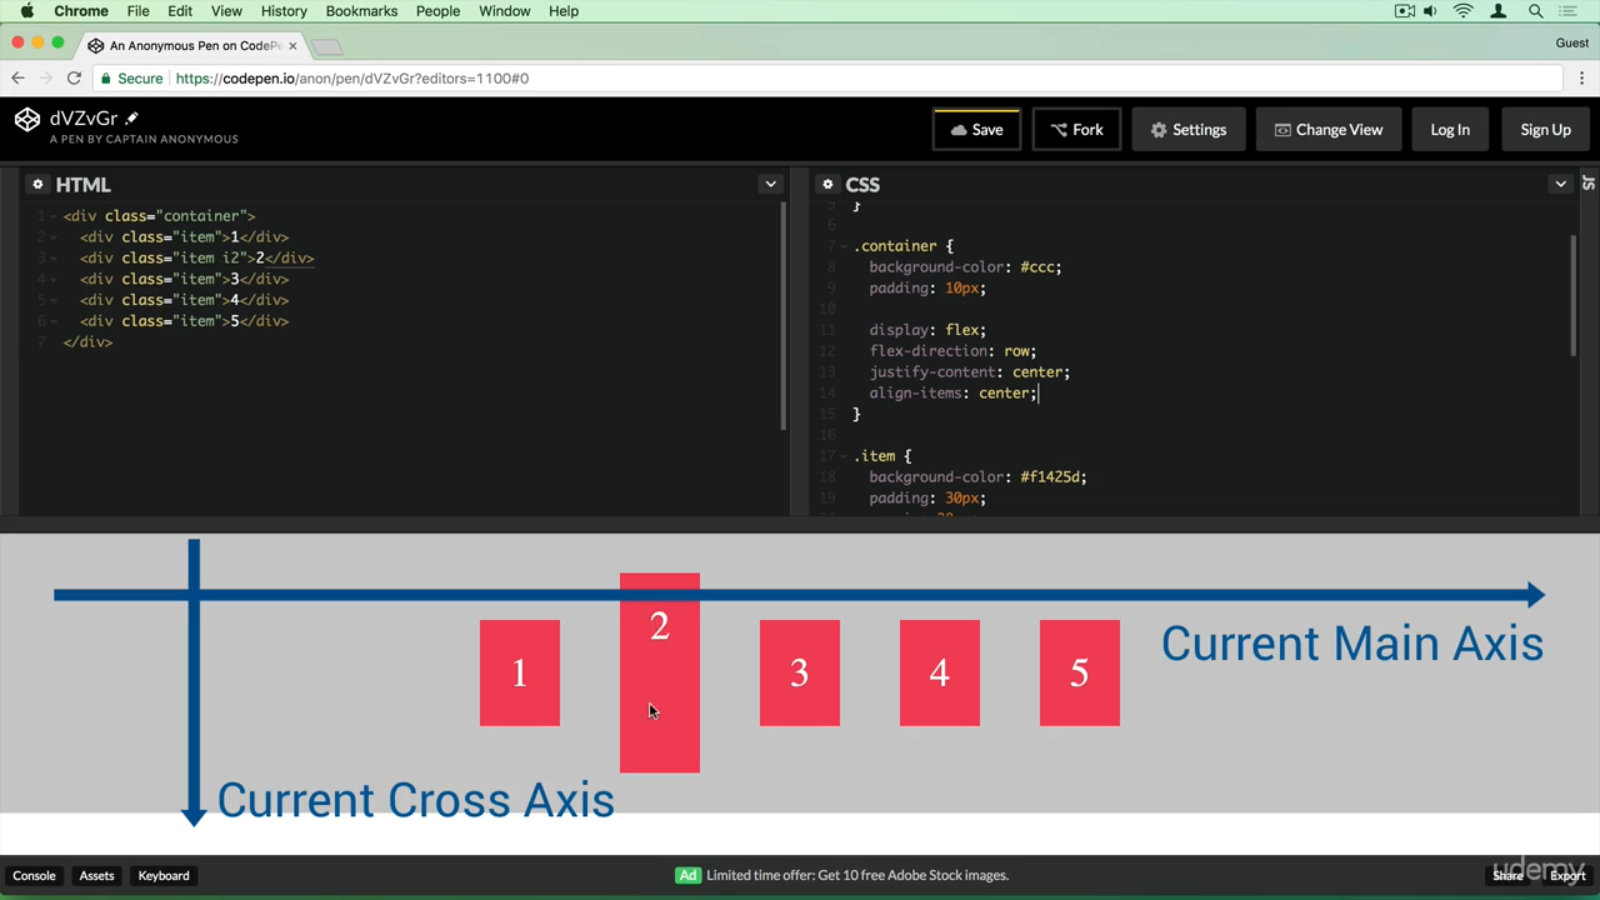 Chrome File Edit View History Bookmarks People Window Help
An Anonymous Pen on CodePe
Guest
Secure https://codepen.io/anon/pen/dVZvGr?editors=1100#0
dVZvGr
A PEN BY CAPTAIN ANONYMOUS
Save Fork Settings Change View Log In Sign Up
HTML
1 <div class="container">
2 <div class="item">1</div>
3 <div class="item i2">2</div>
4 <div class="item">3</div>
5 <div class="item">4</div>
6 <div class="item">5</div>
7 </div>
CSS
JS
5 }
6
7 .container {
8 background-color: #ccc;
9 padding: 10px;
10
11 display: flex;
12 flex-direction: row;
13 justify-content: center;
14 align-items: center;
15 }
16
17 .item {
18 background-color: #f1425d;
19 padding: 30px;
1 2 3 4 5
Current Main Axis
Current Cross Axis
Console Assets Keyboard
Ad Limited time offer: Get 10 free Adobe Stock images.
Share Export
udemy